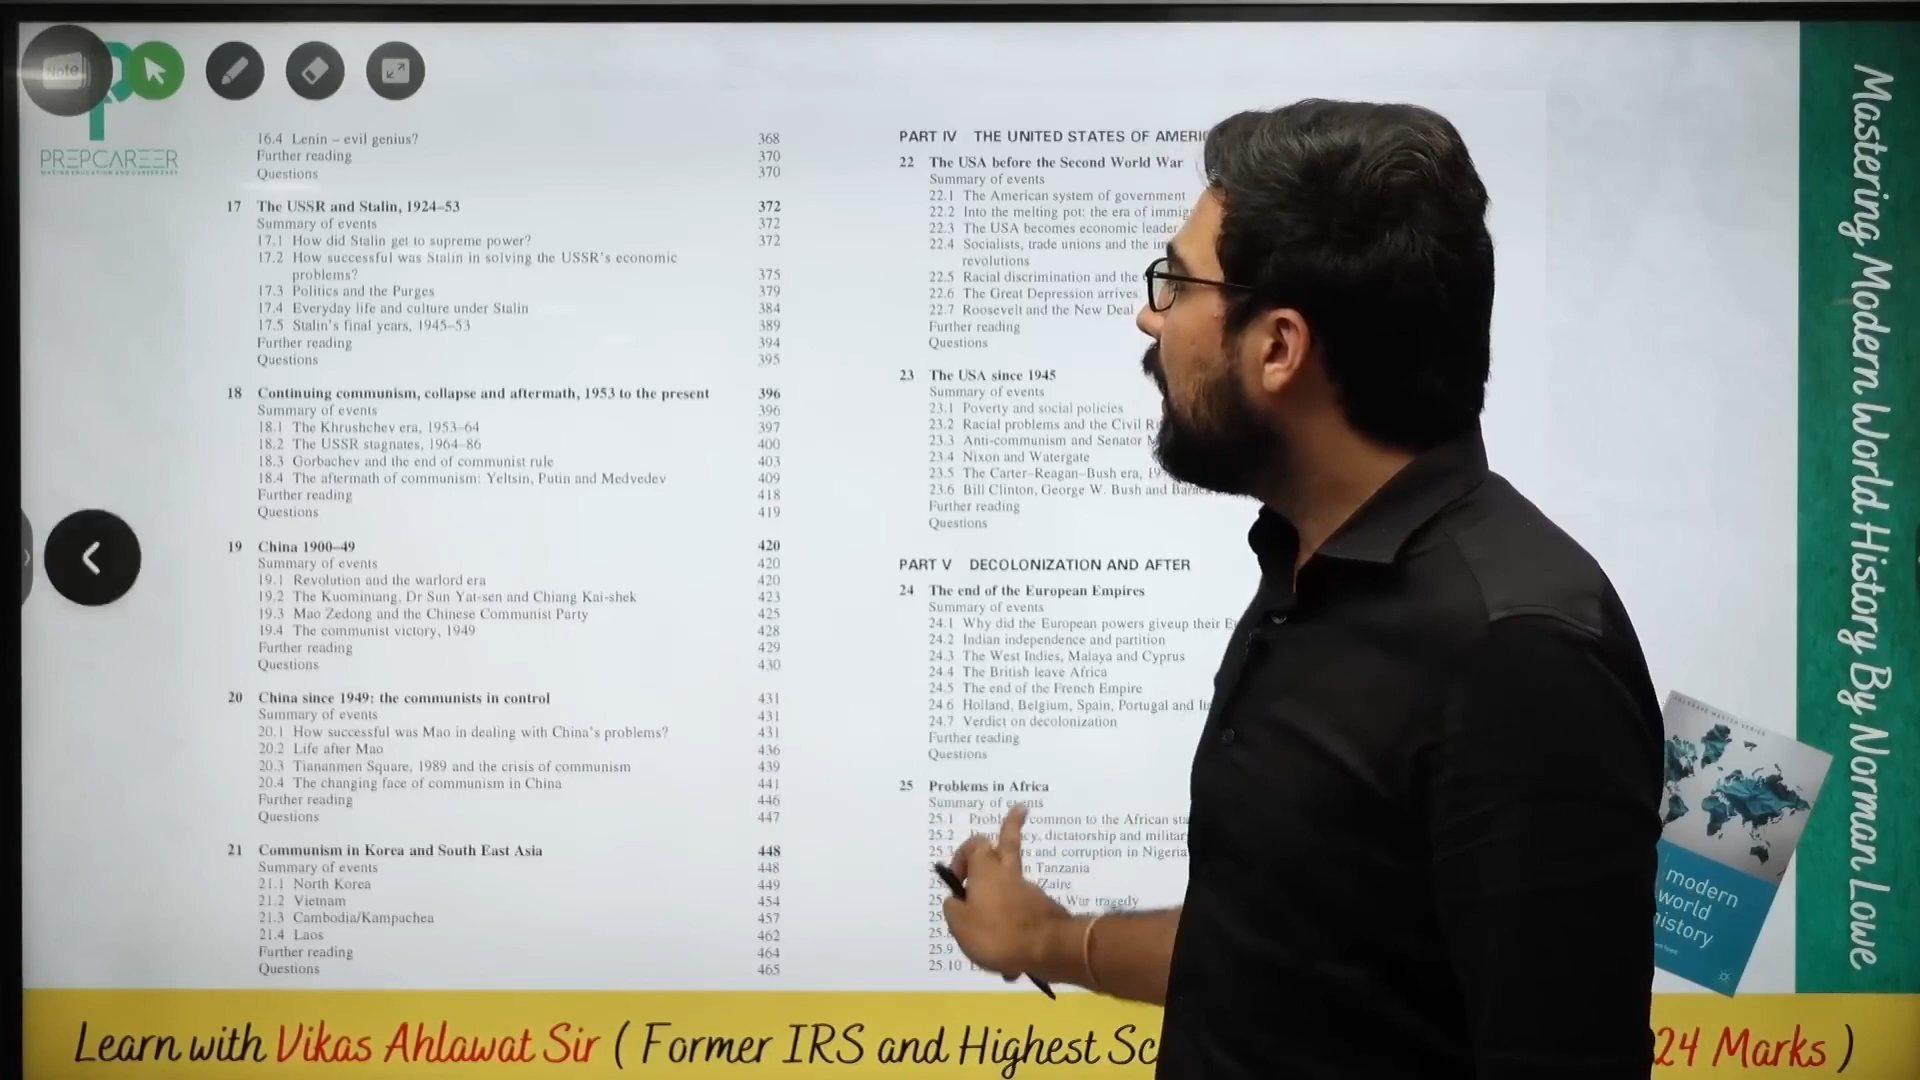 Note
PREPCAREER
16.4 Lenin – evil genius? 368
Further reading 370
Questions 370
17 The USSR and Stalin, 1924–53 372
Summary of events 372
17.1 How did Stalin get to supreme power? 372
17.2 How successful was Stalin in solving the USSR's economic
problems? 375
17.3 Politics and the Purges 379
17.4 Everyday life and culture under Stalin 384
17.5 Stalin's final years, 1945–53 389
Further reading 394
Questions 395
18 Continuing communism, collapse and aftermath, 1953 to the present 396
Summary of events 396
18.1 The Khrushchev era, 1953–64 397
18.2 The USSR stagnates, 1964–86 400
18.3 Gorbachev and the end of communist rule 403
18.4 The aftermath of communism: Yeltsin, Putin and Medvedev 409
Further reading 418
Questions 419
19 China 1900–49 420
Summary of events 420
19.1 Revolution and the warlord era 420
19.2 The Kuomintang, Dr Sun Yat-sen and Chiang Kai-shek 423
19.3 Mao Zedong and the Chinese Communist Party 425
19.4 The communist victory, 1949 428
Further reading 429
Questions 430
20 China since 1949: the communists in control 431
Summary of events 431
20.1 How successful was Mao in dealing with China's problems? 431
20.2 Life after Mao 436
20.3 Tiananmen Square, 1989 and the crisis of communism 439
20.4 The changing face of communism in China 441
Further reading 446
Questions 447
21 Communism in Korea and South East Asia 448
Summary of events 448
21.1 North Korea 449
21.2 Vietnam 454
21.3 Cambodia/Kampuchea 457
21.4 Laos 462
Further reading 464
Questions 465
PART IV THE UNITED STATES OF AMERIC
22 The USA before the Second World War
Summary of events
22.1 The American system of government
22.2 Into the melting pot: the era of immig
22.3 The USA becomes economic leader
22.4 Socialists, trade unions and the
revolutions
22.5 Racial discrimination and the
22.6 The Great Depression arrives
22.7 Roosevelt and the New Deal
Further reading
Questions
23 The USA since 1945
Summary of events
23.1 Poverty and social policies
23.2 Racial problems and the Civil R
23.3 Anti-communism and Senator
23.4 Nixon and Watergate
23.5 The Carter–Reagan–Bush era, 19
23.6 Bill Clinton, George W. Bush and Barack
Further reading
Questions
PART V DECOLONIZATION AND AFTER
24 The end of the European Empires
Summary of events
24.1 Why did the European powers giveup their E
24.2 Indian independence and partition
24.3 The West Indies, Malaya and Cyprus
24.4 The British leave Africa
24.5 The end of the French Empire
24.6 Holland, Belgium, Spain, Portugal and It
24.7 Verdict on decolonization
Further reading
Questions
25 Problems in Africa
Summary of events
25.1 common to the African sta
25.2 dictatorship and militar
and corruption in Nigeria
Tanzania
Zaire
War tragedy
25.9
25.10
Mastering Modern World History By Norman Lowe
PALGRAVE MASTER SERIES
modern
world
history
Learn with Vikas Ahlawat Sir ( Former IRS and Highest Sc 24 Marks )